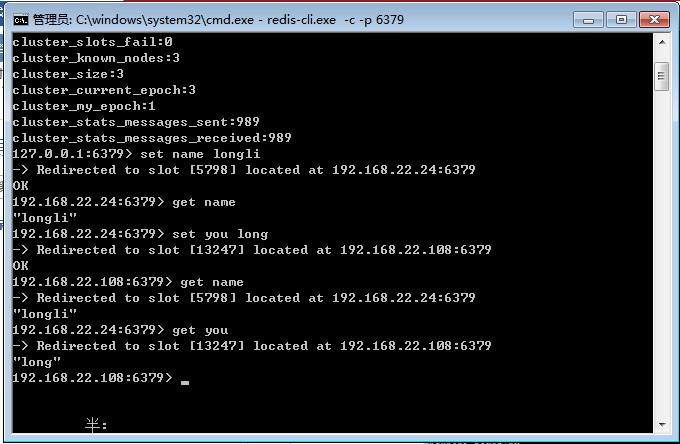 管理员: C:\windows\system32\cmd.exe - redis-cli.exe  -c -p 6379
cluster_slots_fail:0
cluster_known_nodes:3
cluster_size:3
cluster_current_epoch:3
cluster_my_epoch:1
cluster_stats_messages_sent:989
cluster_stats_messages_received:989
127.0.0.1:6379> set name longli
-> Redirected to slot [5798] located at 192.168.22.24:6379
OK
192.168.22.24:6379> get name
"longli"
192.168.22.24:6379> set you long
-> Redirected to slot [13247] located at 192.168.22.108:6379
OK
192.168.22.108:6379> get name
-> Redirected to slot [5798] located at 192.168.22.24:6379
"longli"
192.168.22.24:6379> get you
-> Redirected to slot [13247] located at 192.168.22.108:6379
"long"
192.168.22.108:6379>
半: